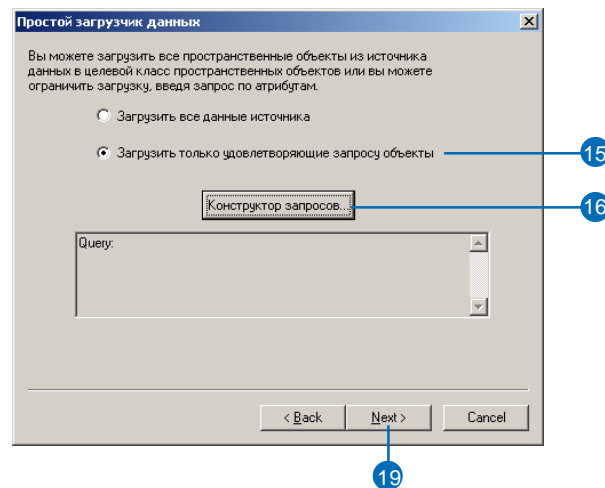 Простой загрузчик данных
Вы можете загрузить все пространственные объекты из источника
данных в целевой класс пространственных объектов или вы можете
ограничить загрузку, введя запрос по атрибутам.
Загрузить все данные источника
Загрузить только удовлетворяющие запросу объекты
15
Конструктор запросов...
16
Query:
< Back
Next >
Cancel
19